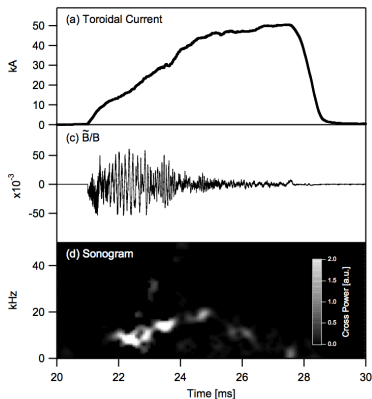 (a) Toroidal Current
50
40
30
20
10
0
kA
(c) B̃/B
50
0
-50
x10⁻³
(d) Sonogram
40
20
0
kHz
2.0
1.5
1.0
0.5
0.0
Cross Power [a.u.]
20 22 24 26 28 30
Time [ms]